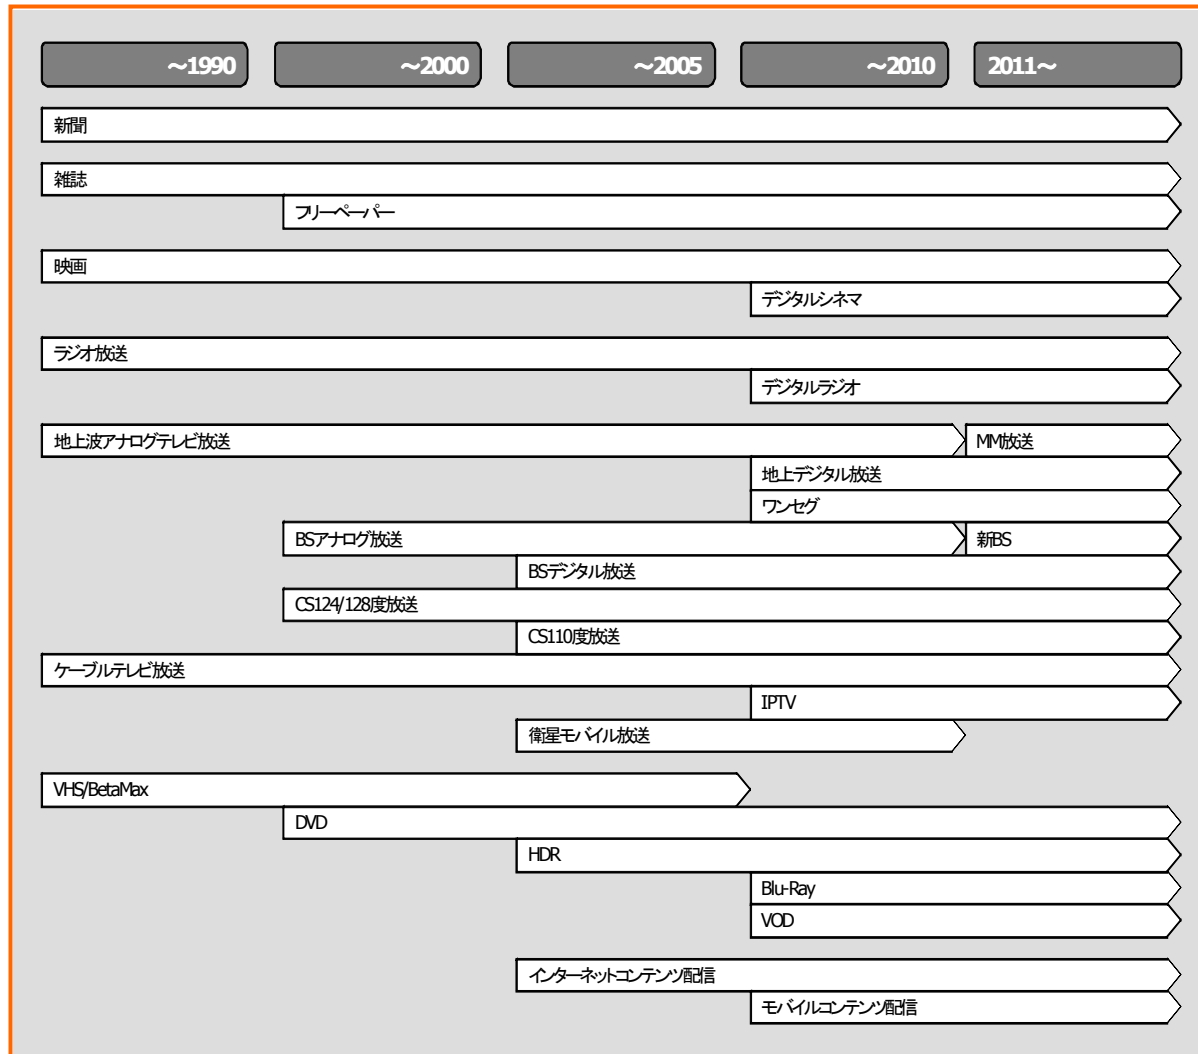 ～1990 ～2000 ～2005 ～2010 2011～
新聞
雑誌
フリーペーパー
映画
デジタルシネマ
ラジオ放送
デジタルラジオ
地上波アナログテレビ放送 MM放送
地上デジタル放送
ワンセグ
BSアナログ放送 新BS
BSデジタル放送
CS124/128度放送
CS110度放送
ケーブルテレビ放送
IPTV
衛星モバイル放送
VHS/BetaMax
DVD
HDR
Blu-Ray
VOD
インターネットコンテンツ配信
モバイルコンテンツ配信